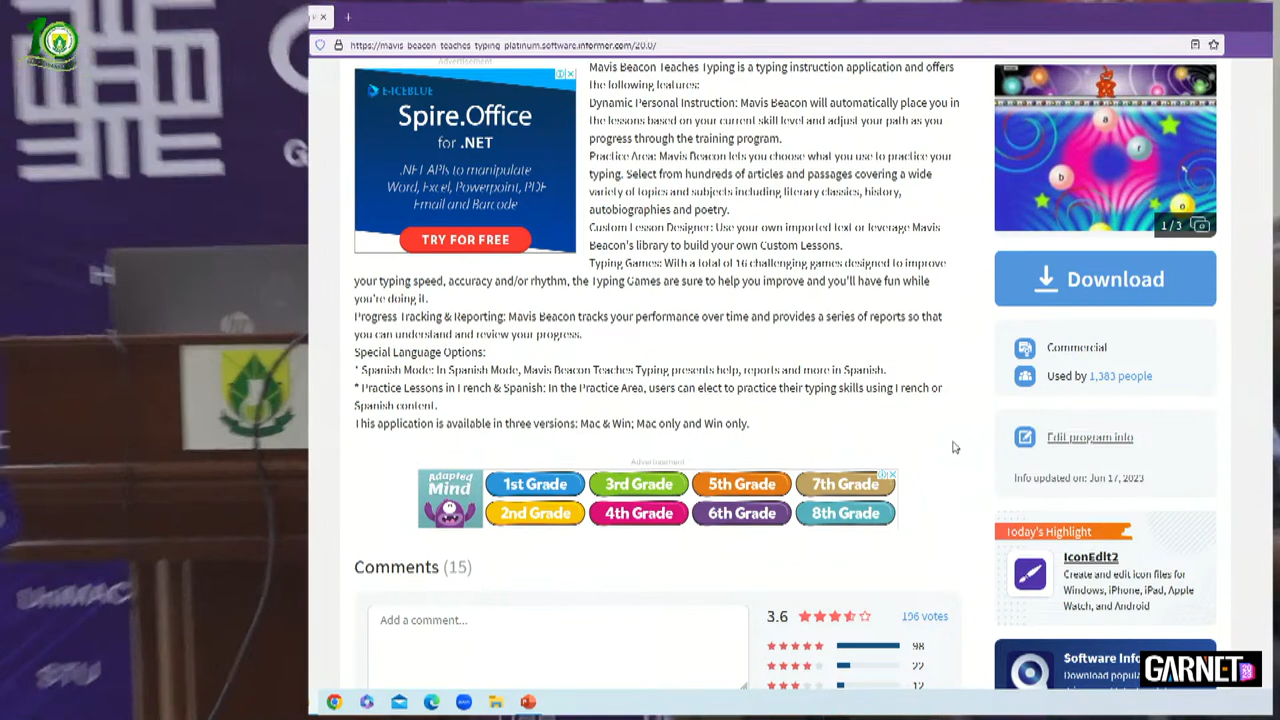 https://mavis_beacon_teaches_typing_platinum.software.informer.com/20.0/
Advertisement
E-ICEBLUE
Spire.Office
for .NET
.NET APIs to manipulate
Word, Excel, Powerpoint, PDF
Email and Barcode
TRY FOR FREE
Mavis Beacon Teaches Typing is a typing instruction application and offers
the following features:
Dynamic Personal Instruction: Mavis Beacon will automatically place you in
the lessons based on your current skill level and adjust your path as you
progress through the training program.
Practice Area: Mavis Beacon lets you choose what you use to practice your
typing. Select from hundreds of articles and passages covering a wide
variety of topics and subjects including literary classics, history,
autobiographies and poetry.
Custom Lesson Designer: Use your own imported text or leverage Mavis
Beacon's library to build your own Custom Lessons.
Typing Games: With a total of 16 challenging games designed to improve
your typing speed, accuracy and/or rhythm, the Typing Games are sure to help you improve and you'll have fun while
you're doing it.
Progress Tracking & Reporting: Mavis Beacon tracks your performance over time and provides a series of reports so that
you can understand and review your progress.
Special Language Options:
* Spanish Mode: In Spanish Mode, Mavis Beacon Teaches Typing presents help, reports and more in Spanish.
* Practice Lessons in French & Spanish: In the Practice Area, users can elect to practice their typing skills using French or
Spanish content.
This application is available in three versions: Mac & Win; Mac only and Win only.
Advertisement
Adapted
Mind
1st Grade 3rd Grade 5th Grade 7th Grade
2nd Grade 4th Grade 6th Grade 8th Grade
Comments (15)
Add a comment...
3.6 196 votes
98
22
12
a
r
b
o
1/3
Download
Commercial
Used by 1,383 people
Edit program info
Info updated on: Jun 17, 2023
Today's Highlight
IconEdit2
Create and edit icon files for
Windows, iPhone, iPad, Apple
Watch, and Android
Software Info
Download popula
GARNET